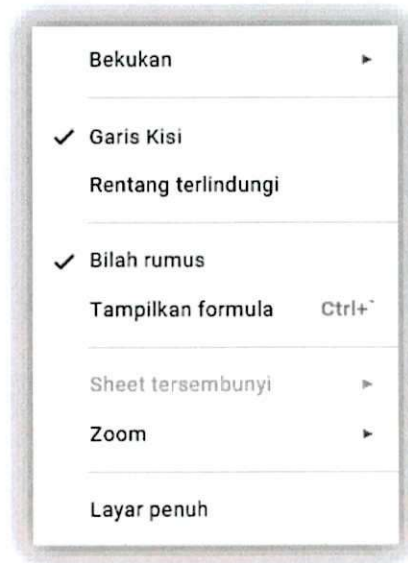 Bekukan
Garis Kisi
Rentang terlindungi
Bilah rumus
Tampilkan formula Ctrl+`
Sheet tersembunyi
Zoom
Layar penuh